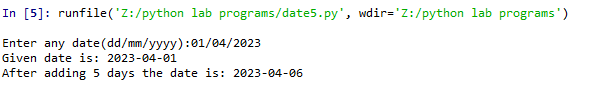 In [5]: runfile('Z:/python lab programs/date5.py', wdir='Z:/python lab programs')
Enter any date(dd/mm/yyyy):01/04/2023
Given date is: 2023-04-01
After adding 5 days the date is: 2023-04-06